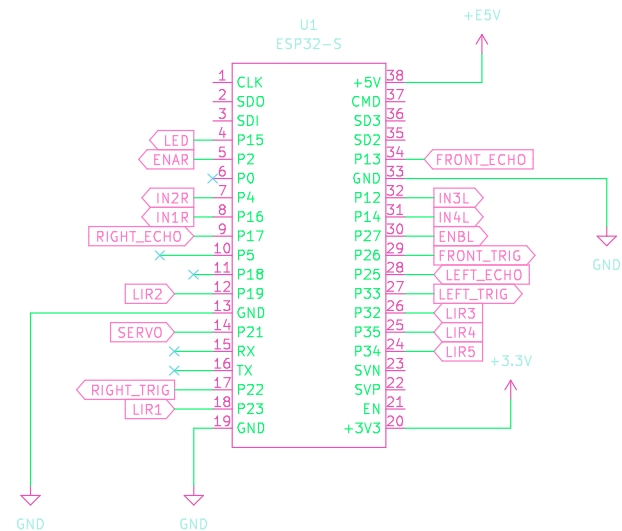 +E5V
U1
ESP32-S
1 CLK +5V 38
2 SDO CMD 37
3 SDI SD3 36
LED 4 P15 SD2 35
ENAR 5 P2 P13 34 FRONT_ECHO
6 P0 GND 33
IN2R 7 P4 P12 32 IN3L
IN1R 8 P16 P14 31 IN4L
RIGHT_ECHO 9 P17 P27 30 ENBL
10 P5 P26 29 FRONT_TRIG
11 P18 P25 28 LEFT_ECHO
LIR2 12 P19 P33 27 LEFT_TRIG
13 GND P32 26 LIR3
SERVO 14 P21 P35 25 LIR4
15 RX P34 24 LIR5
16 TX SVN 23
RIGHT_TRIG 17 P22 SVP 22
LIR1 18 P23 EN 21
19 GND +3V3 20
GND
+3.3V
GND
GND